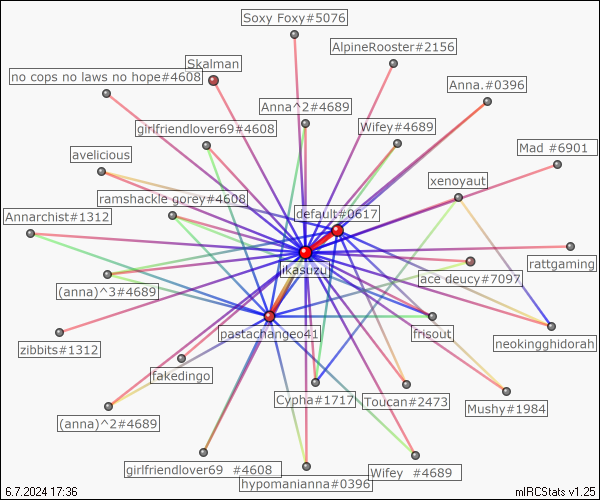 Soxy Foxy#5076
AlpineRooster#2156
Skalman
no cops no laws no hope#4608
Anna.#0396
Anna^2#4689
girlfriendlover69#4608
Wifey#4689
Mad  #6901
avelicious
xenoyaut
ramshackle gorey#4608
default#0617
Annarchist#1312
ikasuzu
rattgaming
ace deucy#7097
(anna)^3#4689
pastachangeo41
frisout
neokingghidorah
zibbits#1312
fakedingo
Cypha#1717
Toucan#2473
Mushy#1984
(anna)^2#4689
girlfriendlover69  #4608
Wifey  #4689
hypomanianna#0396
6.7.2024 17:36
mIRCStats v1.25